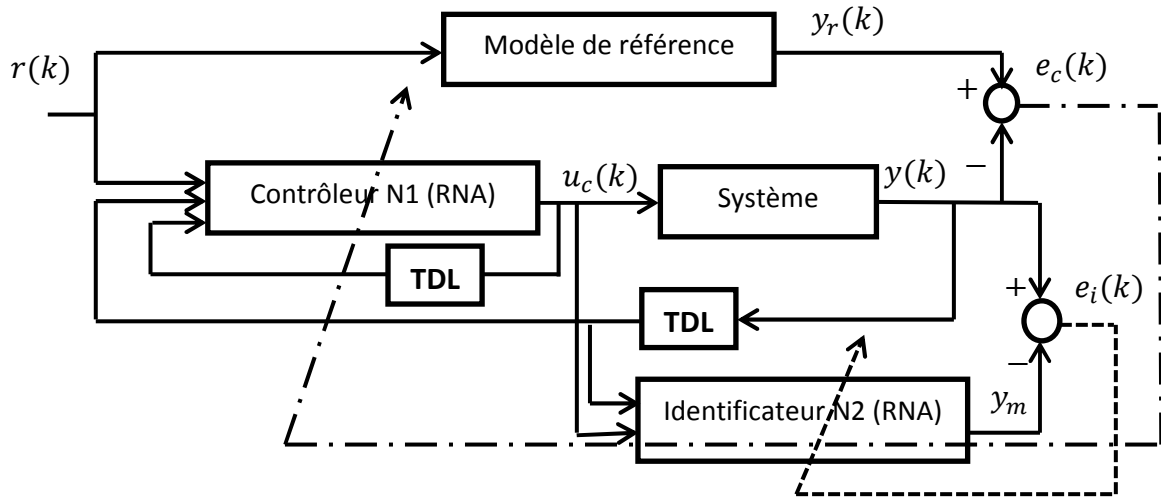 Modèle de référence
y_r(k)
r(k)
e_c(k)
+
−
Contrôleur N1 (RNA)
u_c(k)
Système
y(k)
TDL
TDL
+
e_i(k)
−
Identificateur N2 (RNA)
y_m